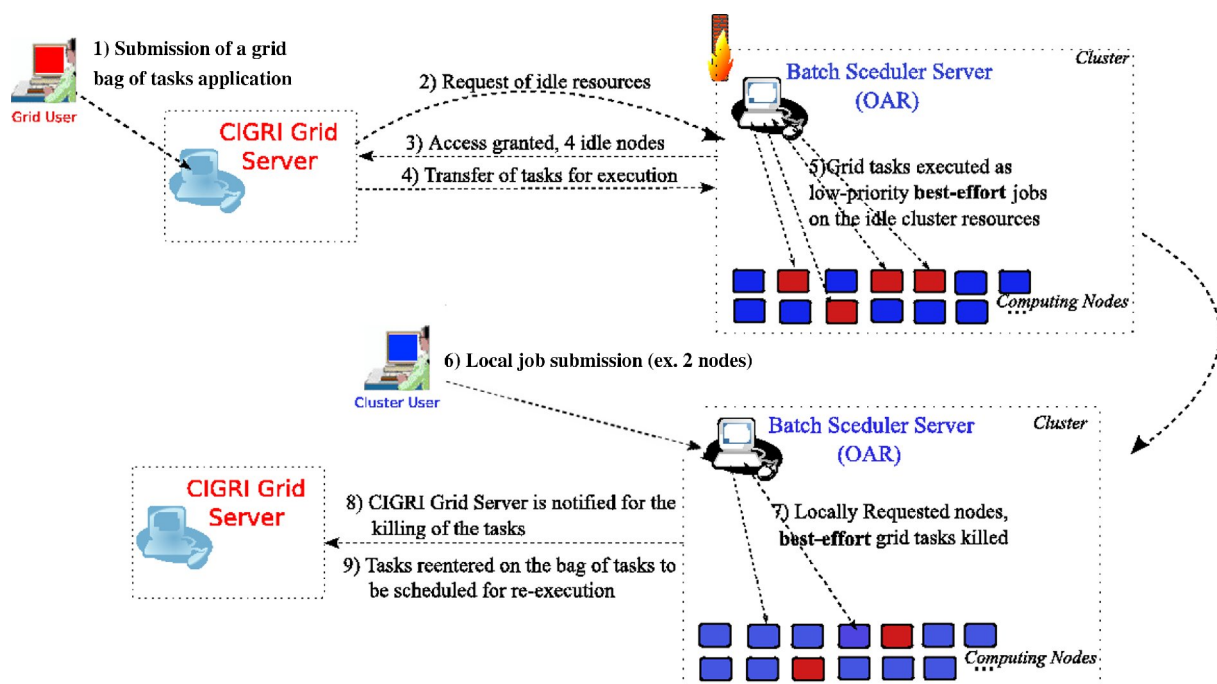 1) Submission of a grid
bag of tasks application
Grid User
CIGRI Grid
Server
2) Request of idle resources
3) Access granted, 4 idle nodes
4) Transfer of tasks for execution
Cluster
Batch Sceduler Server
(OAR)
5)Grid tasks executed as
low-priority best-effort jobs
on the idle cluster resources
Computing Nodes
...
6) Local job submission (ex. 2 nodes)
Cluster User
Cluster
Batch Sceduler Server
(OAR)
7) Locally Requested nodes,
best-effort grid tasks killed
CIGRI Grid
Server
8) CIGRI Grid Server is notified for the
killing of the tasks
9) Tasks reentered on the bag of tasks to
be scheduled for re-execution
Computing Nodes
...